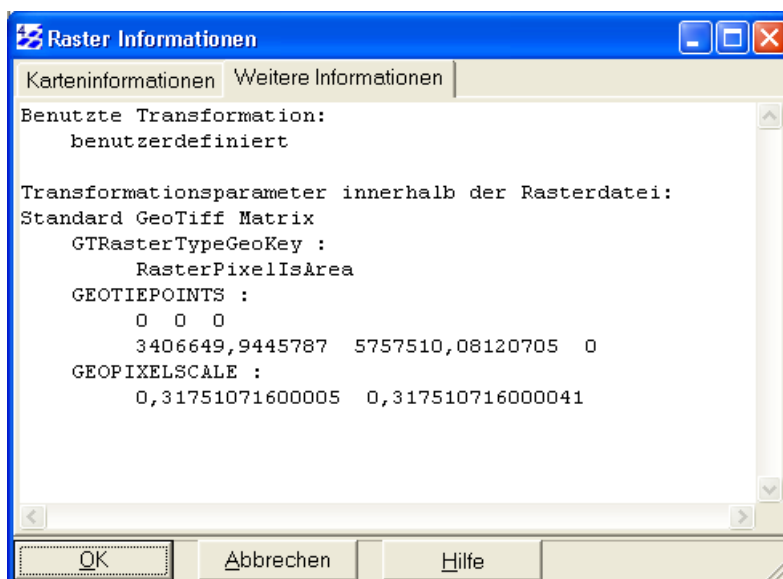 Raster Informationen
Karteninformationen Weitere Informationen
Benutzte Transformation:
benutzerdefiniert
Transformationsparameter innerhalb der Rasterdatei:
Standard GeoTiff Matrix
GTRasterTypeGeoKey :
RasterPixelIsArea
GEOTIEPOINTS :
0 0 0
3406649,9445787 5757510,08120705 0
GEOPIXELSCALE :
0,31751071600005 0,317510716000041
OK Abbrechen Hilfe